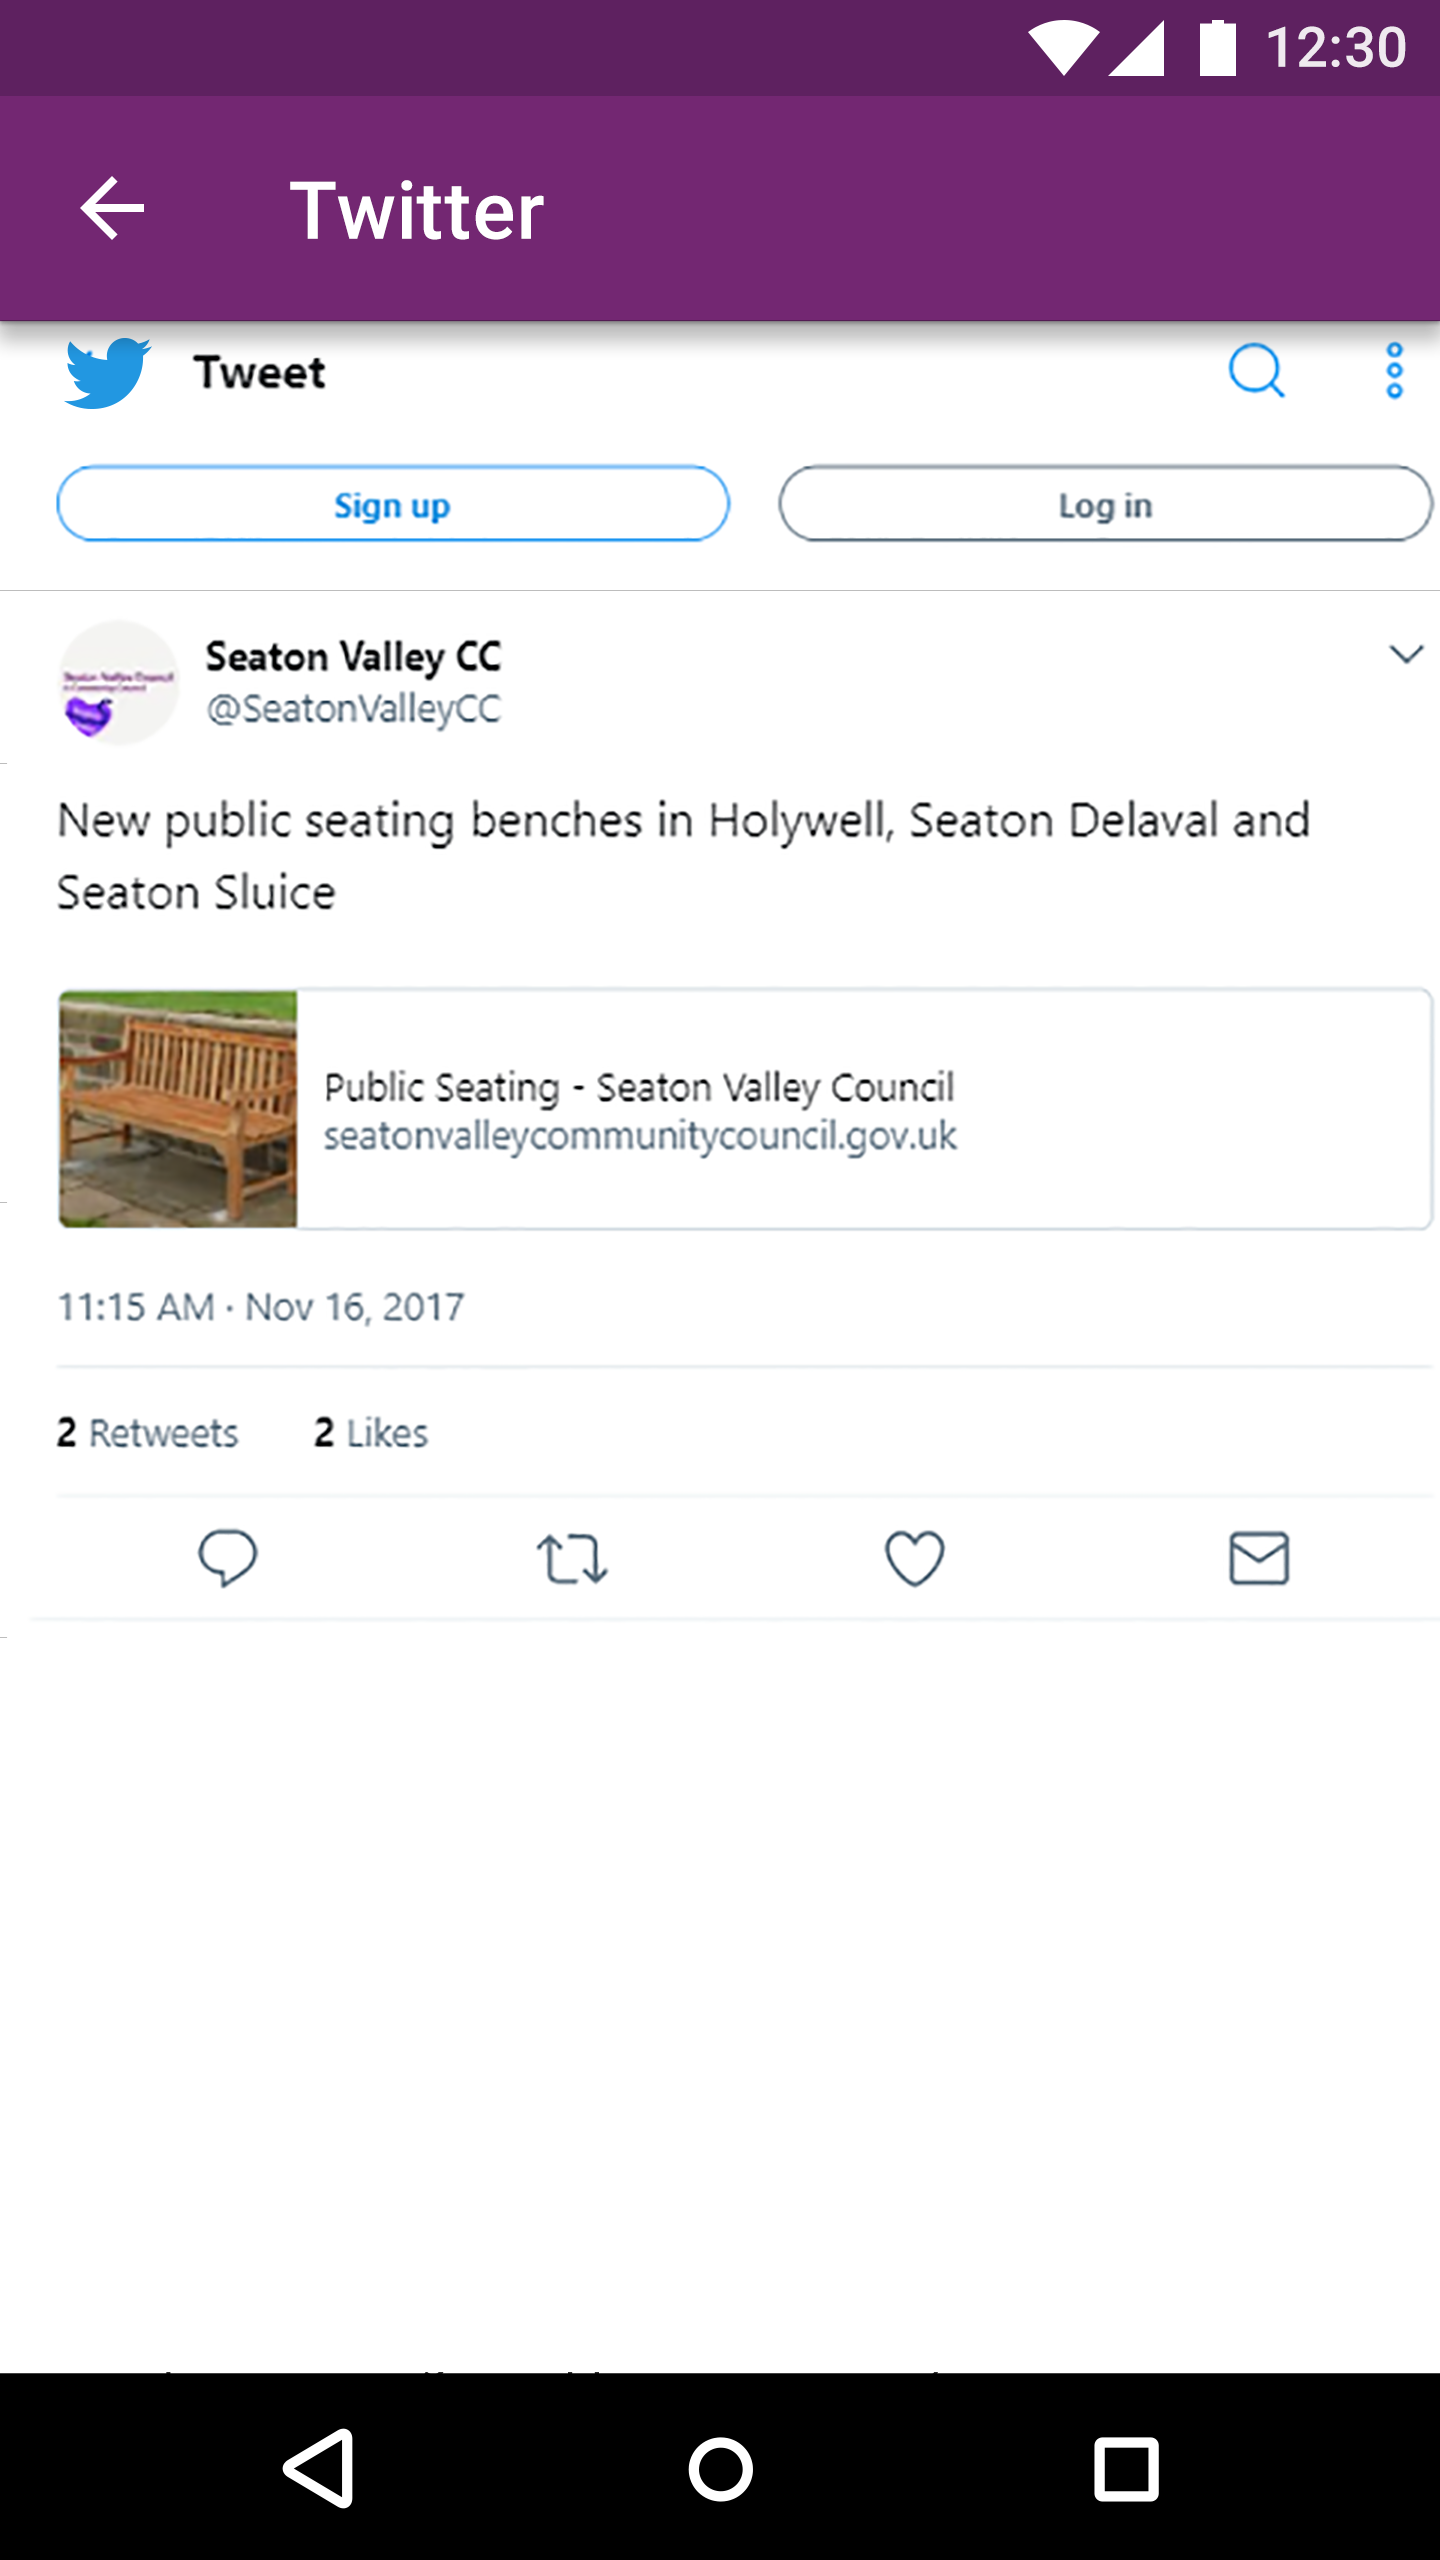 12:30
Twitter
Tweet
Sign up
Log in
Seaton Valley CC
@SeatonValleyCC
New public seating benches in Holywell, Seaton Delaval and
Seaton Sluice
Public Seating - Seaton Valley Council
seatonvalleycommunitycouncil.gov.uk
11:15 AM · Nov 16, 2017
2 Retweets 2 Likes